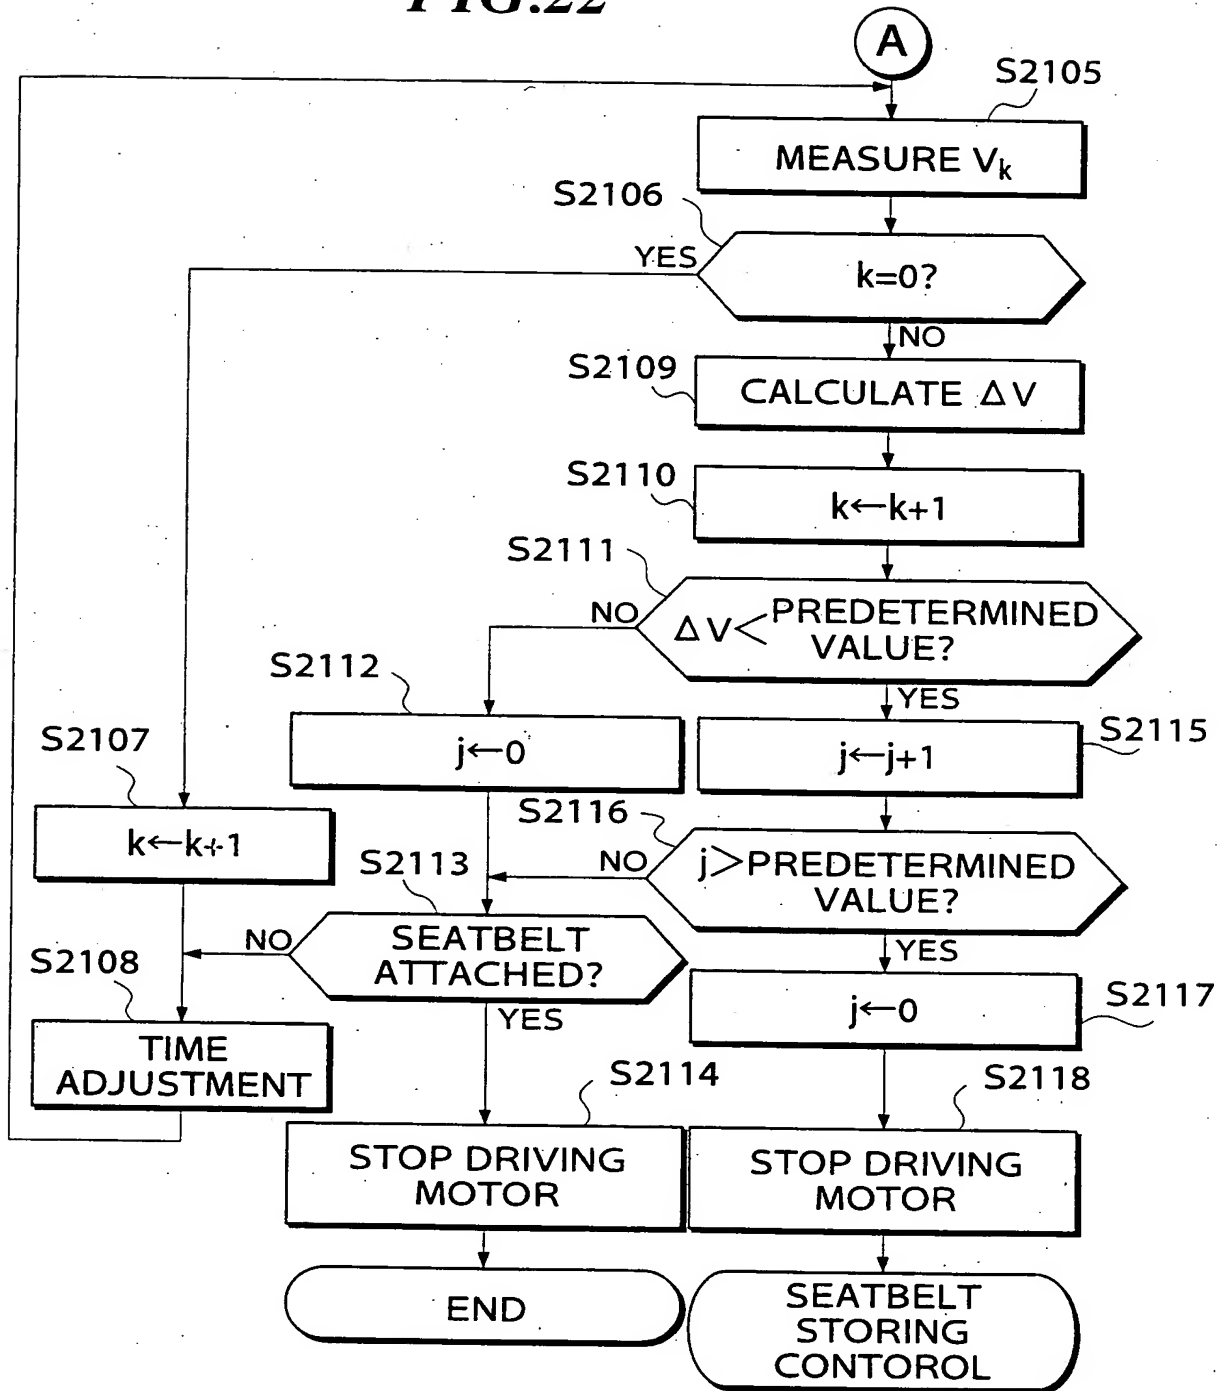 FIG.22
A
S2105
MEASURE Vk
S2106
YES
k=0?
NO
S2109
CALCULATE ΔV
S2110
k←k+1
S2111
NO
ΔV< PREDETERMINED
VALUE?
YES
S2112
j←0
j←j+1
S2115
S2107
k←k+1
S2116
NO
j>PREDETERMINED
VALUE?
YES
S2113
NO
SEATBELT
ATTACHED?
YES
S2108
TIME
ADJUSTMENT
j←0
S2117
S2114
STOP DRIVING
MOTOR
S2118
STOP DRIVING
MOTOR
END
SEATBELT
STORING
CONTOROL